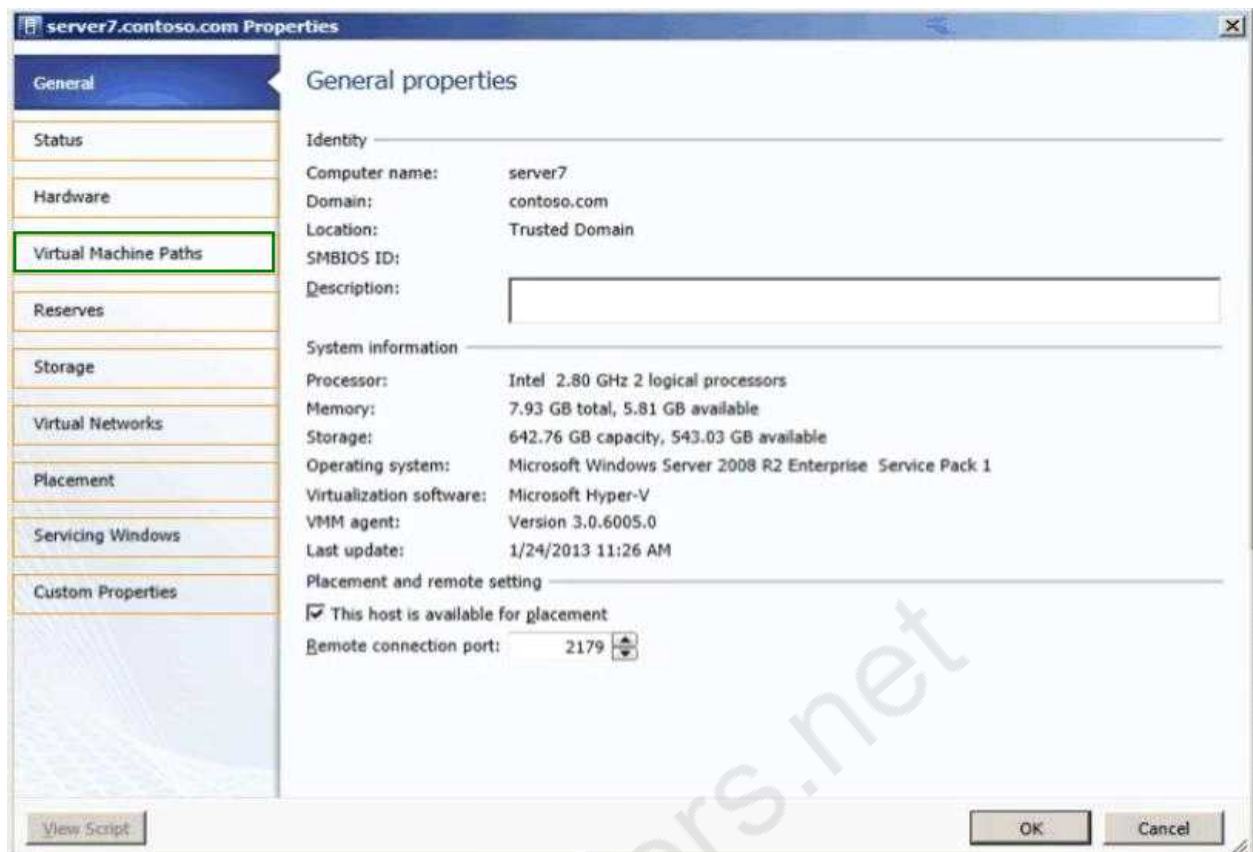 server7.contoso.com Properties
General
Status
Hardware
Virtual Machine Paths
Reserves
Storage
Virtual Networks
Placement
Servicing Windows
Custom Properties
General properties
Identity
Computer name: server7
Domain: contoso.com
Location: Trusted Domain
SMBIOS ID:
Description:
System information
Processor: Intel 2.80 GHz 2 logical processors
Memory: 7.93 GB total, 5.81 GB available
Storage: 642.76 GB capacity, 543.03 GB available
Operating system: Microsoft Windows Server 2008 R2 Enterprise Service Pack 1
Virtualization software: Microsoft Hyper-V
VMM agent: Version 3.0.6005.0
Last update: 1/24/2013 11:26 AM
Placement and remote setting
This host is available for placement
Remote connection port: 2179
rs.net
View Script
OK
Cancel